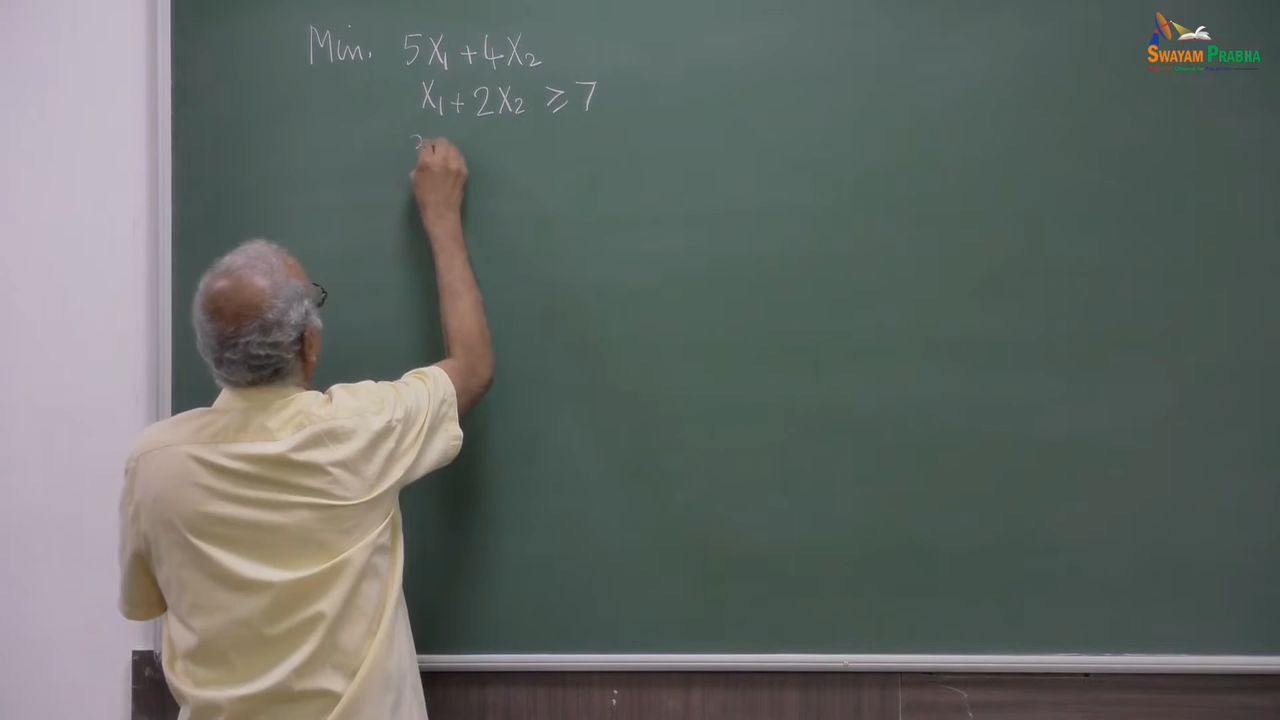 Min. 5X₁ + 4X₂
X₁ + 2X₂ ≥ 7
SWAYAM PRABHA